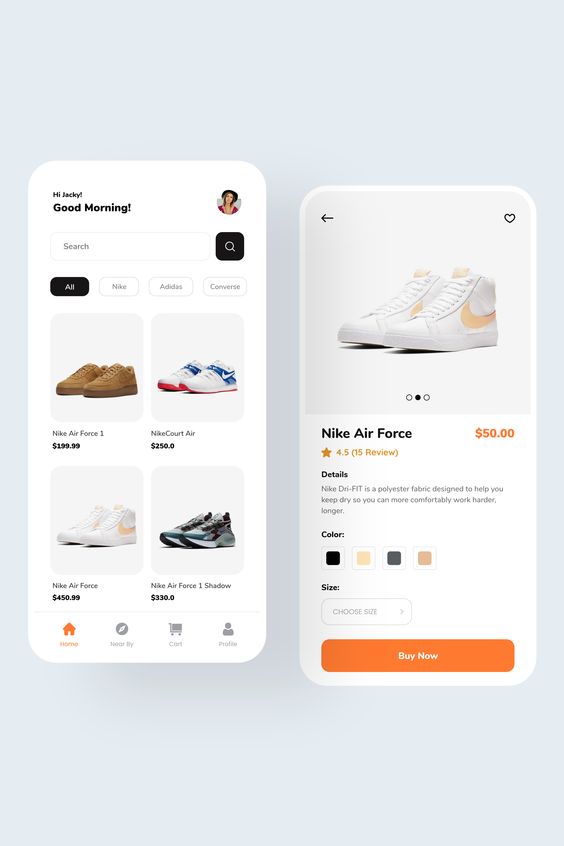 Hi Jacky!
Good Morning!
Search
All
Nike
Adidas
Converse
Nike Air Force 1
$199.99
NikeCourt Air
$250.0
Nike Air Force
$450.99
Nike Air Force 1 Shadow
$330.0
Home
Near By
Cart
Profile
Nike Air Force
$50.00
4.5 (15 Review)
Details
Nike Dri-FIT is a polyester fabric designed to help you
keep dry so you can more comfortably work harder,
longer.
Color:
Size:
CHOOSE SIZE
Buy Now